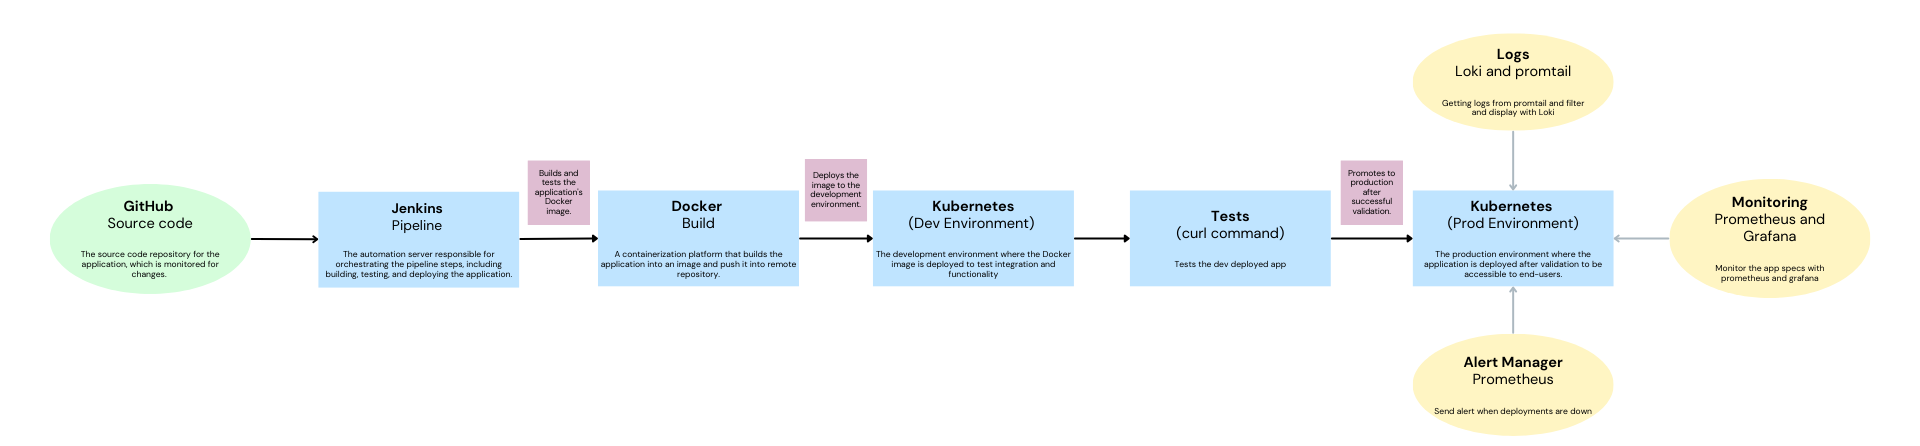 GitHub
Source code
The source code repository for the
application, which is monitored for
changes.
Jenkins
Pipeline
The automation server responsible for
orchestrating the pipeline steps, including
building, testing, and deploying the application.
Builds and
tests the
application's
Docker
image.
Docker
Build
A containerization platform that builds the
application into an image and push it into remote
repository.
Deploys the
image to the
development
environment.
Kubernetes
(Dev Environment)
The development environment where the Docker
image is deployed to test integration and
functionality
Tests
(curl command)
Tests the dev deployed app
Promotes to
production
after
successful
validation.
Kubernetes
(Prod Environment)
The production environment where the
application is deployed after validation to be
accessible to end-users.
Logs
Loki and promtail
Getting logs from promtail and filter
and display with Loki
Monitoring
Prometheus and
Grafana
Monitor the app specs with
prometheus and grafana
Alert Manager
Prometheus
Send alert when deployments are down